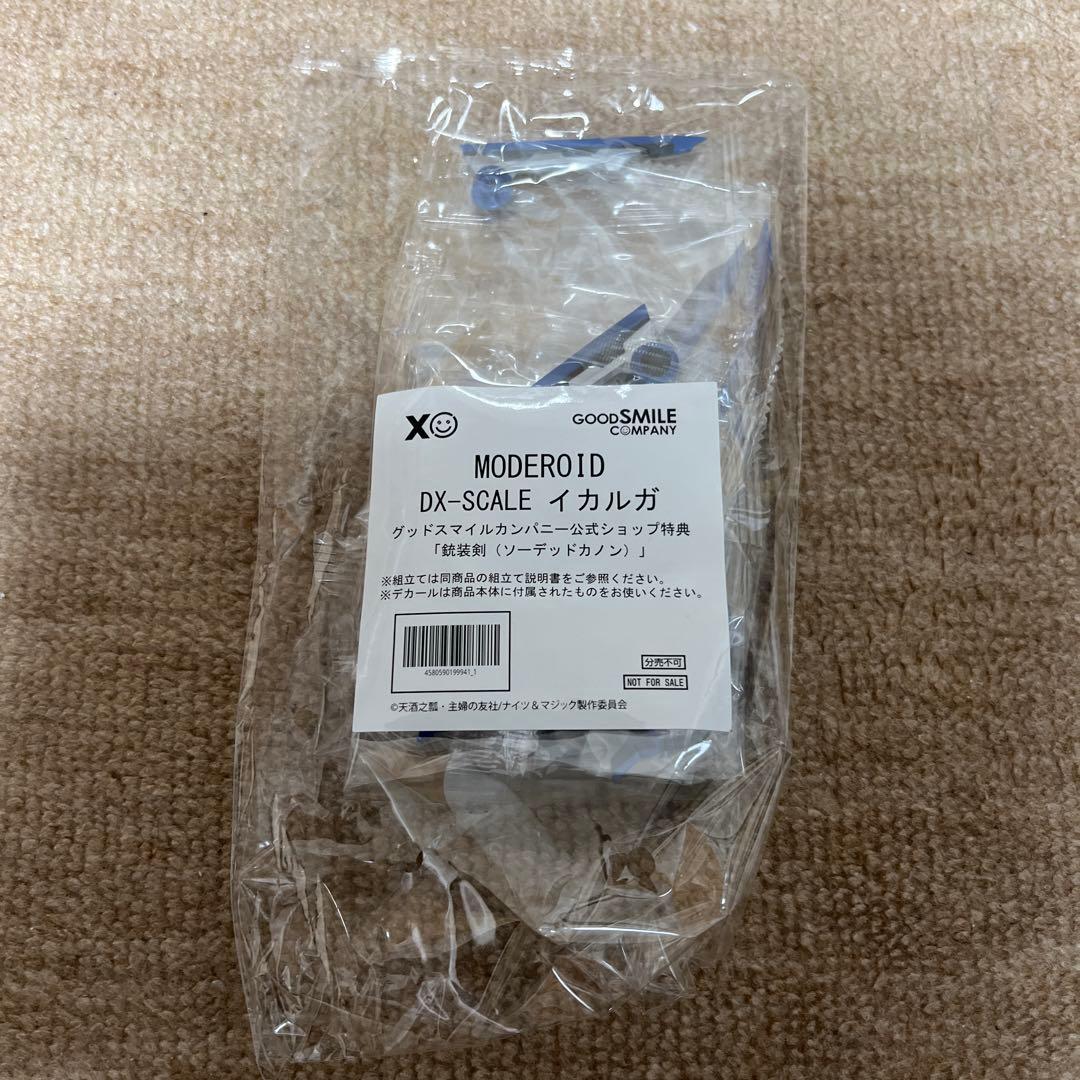 XO
GOODSMILE
COMPANY
MODEROID
DX-SCALE イカルガ
グッドスマイルカンパニー公式ショップ特典
「銃装剣（ソーデッドカノン）」
※組立ては同商品の組立て説明書をご参照ください。
※デカールは商品本体に付属されたものをお使いください。
4580590199941_1
分売不可
NOT FOR SALE
©天酒之瓢・主婦の友社/ナイツ＆マジック製作委員会